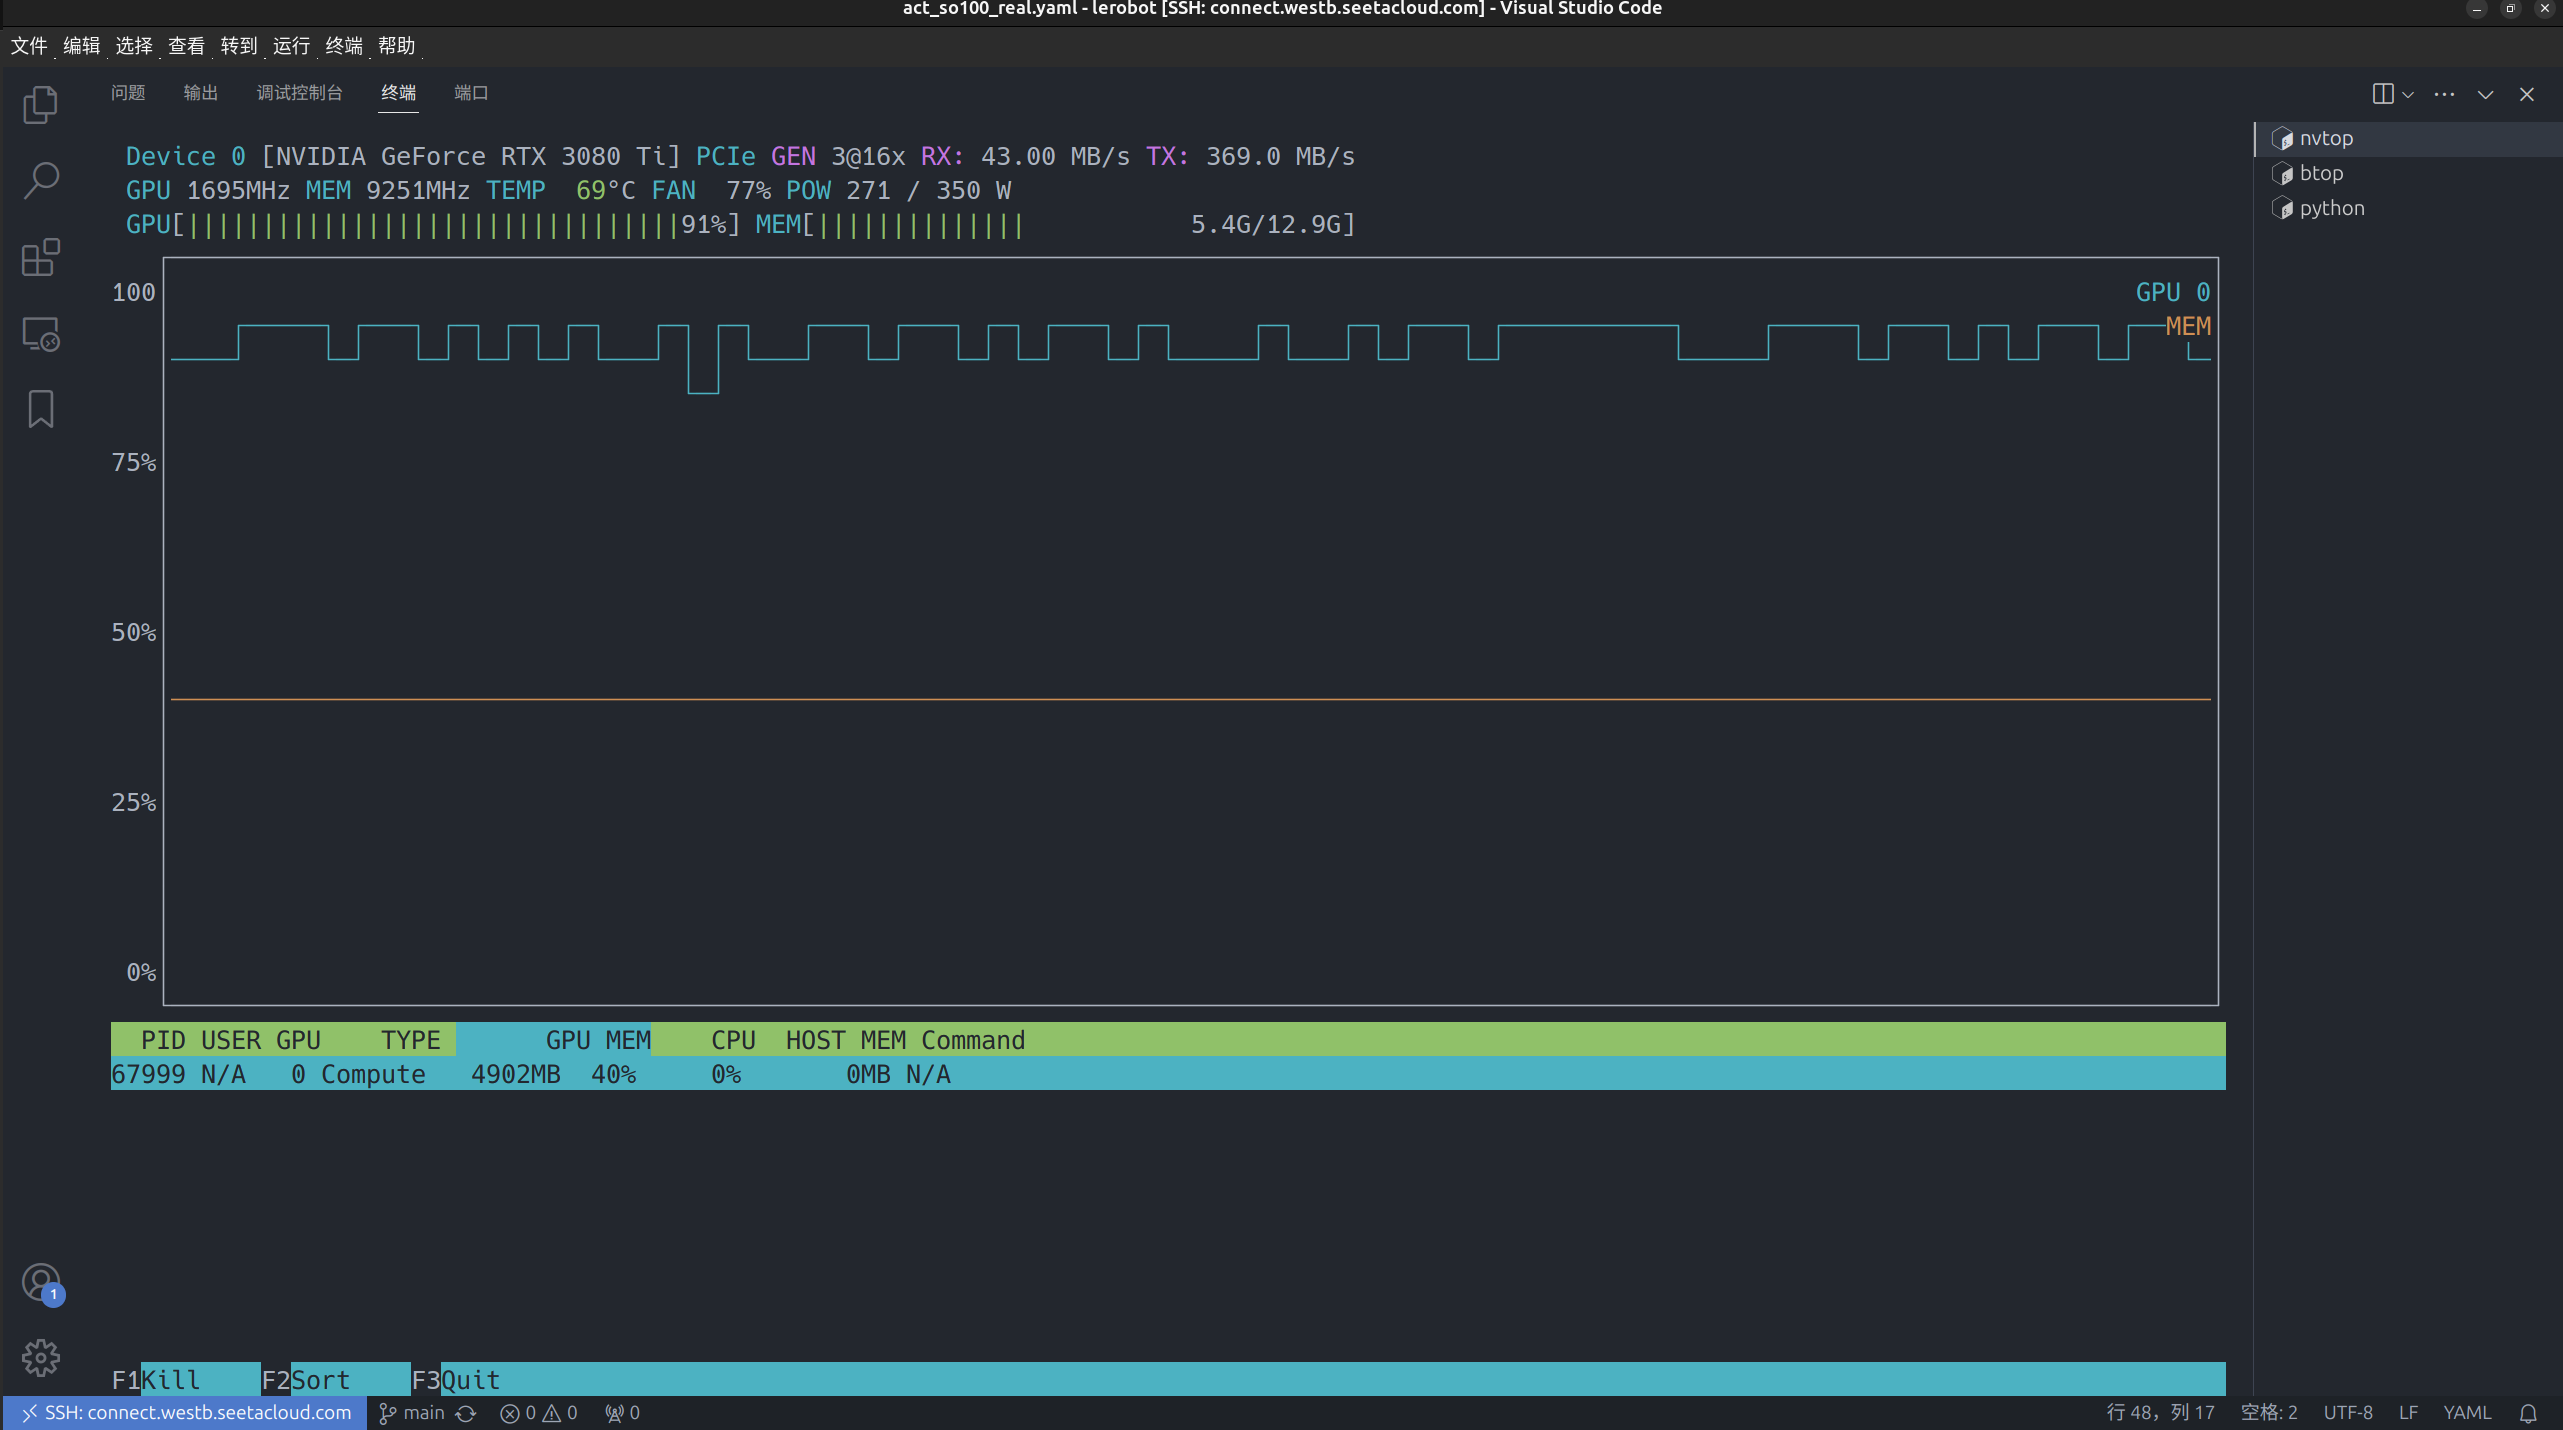 act_so100_real.yaml - lerobot [SSH: connect.westb.seetacloud.com] - Visual Studio Code
文件 编辑 选择 查看 转到 运行 终端 帮助
问题 输出 调试控制台 终端 端口
nvtop
btop
python
Device 0 [NVIDIA GeForce RTX 3080 Ti] PCIe GEN 3@16x RX: 43.00 MB/s TX: 369.0 MB/s
GPU 1695MHz MEM 9251MHz TEMP 69°C FAN 77% POW 271 / 350 W
GPU[|||||||||||||||||||||||||||||||||91%] MEM[|||||||||||||| 5.4G/12.9G]
100
GPU 0
MEM
75%
50%
25%
0%
PID USER GPU TYPE GPU MEM CPU HOST MEM Command
67999 N/A 0 Compute 4902MB 40% 0% 0MB N/A
1
F1Kill F2Sort F3Quit
SSH: connect.westb.seetacloud.com main 0 0 0 行 48，列 17 空格: 2 UTF-8 LF YAML